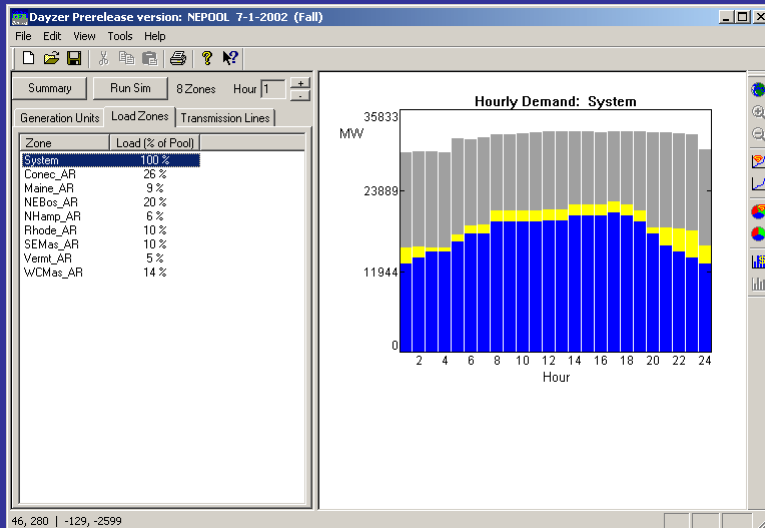 Dayzer Prerelease version: NEPOOL 7-1-2002 (Fall)
File Edit View Tools Help
Summary Run Sim 8 Zones Hour 1 + -
Generation Units Load Zones Transmission Lines
Zone Load (% of Pool)
System 100 %
Conec_AR 26 %
Maine_AR 9 %
NEBos_AR 20 %
NHamp_AR 6 %
Rhode_AR 10 %
SEMas_AR 10 %
Vermt_AR 5 %
WCMas_AR 14 %
Hourly Demand: System
35833
MW
23889
11944
0
2 4 6 8 10 12 14 16 18 20 22 24
Hour
46, 280 | -129, -2599